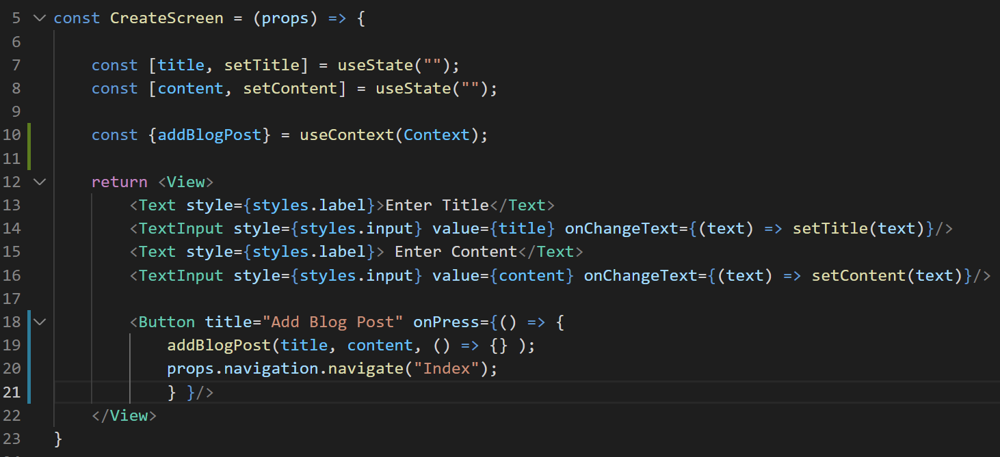 5 const CreateScreen = (props) => {
6
7 const [title, setTitle] = useState("");
8 const [content, setContent] = useState("");
9
10 const {addBlogPost} = useContext(Context);
11
12 return <View>
13 <Text style={styles.label}>Enter Title</Text>
14 <TextInput style={styles.input} value={title} onChangeText={(text) => setTitle(text)}/>
15 <Text style={styles.label}> Enter Content</Text>
16 <TextInput style={styles.input} value={content} onChangeText={(text) => setContent(text)}/>
17
18 <Button title="Add Blog Post" onPress={() => {
19 addBlogPost(title, content, () => {} );
20 props.navigation.navigate("Index");
21 } }/>
22 </View>
23 }